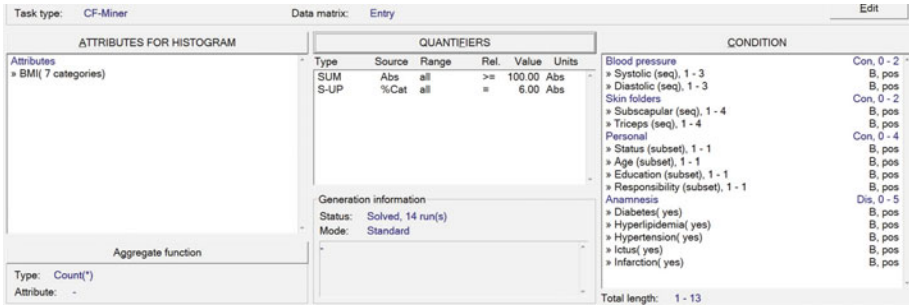 Task type: CF-Miner Data matrix: Entry Edit
ATTRIBUTES FOR HISTOGRAM
Attributes
» BMI( 7 categories)
Aggregate function
Type: Count(*)
Attribute: -
QUANTIFIERS
Type Source Range Rel. Value Units
SUM Abs all >= 100.00 Abs
S-UP %Cat all = 6.00 Abs
Generation information
Status: Solved, 14 run(s)
Mode: Standard
-
CONDITION
Blood pressure Con, 0 - 2
» Systolic (seq), 1 - 3 B, pos
» Diastolic (seq), 1 - 3 B, pos
Skin folders Con, 0 - 2
» Subscapular (seq), 1 - 4 B, pos
» Triceps (seq), 1 - 4 B, pos
Personal Con, 0 - 4
» Status (subset), 1 - 1 B, pos
» Age (subset), 1 - 1 B, pos
» Education (subset), 1 - 1 B, pos
» Responsibility (subset), 1 - 1 B, pos
Anamnesis Dis, 0 - 5
» Diabetes( yes) B, pos
» Hyperlipidemia( yes) B, pos
» Hypertension( yes) B, pos
» Ictus( yes) B, pos
» Infarction( yes) B, pos
Total length: 1 - 13